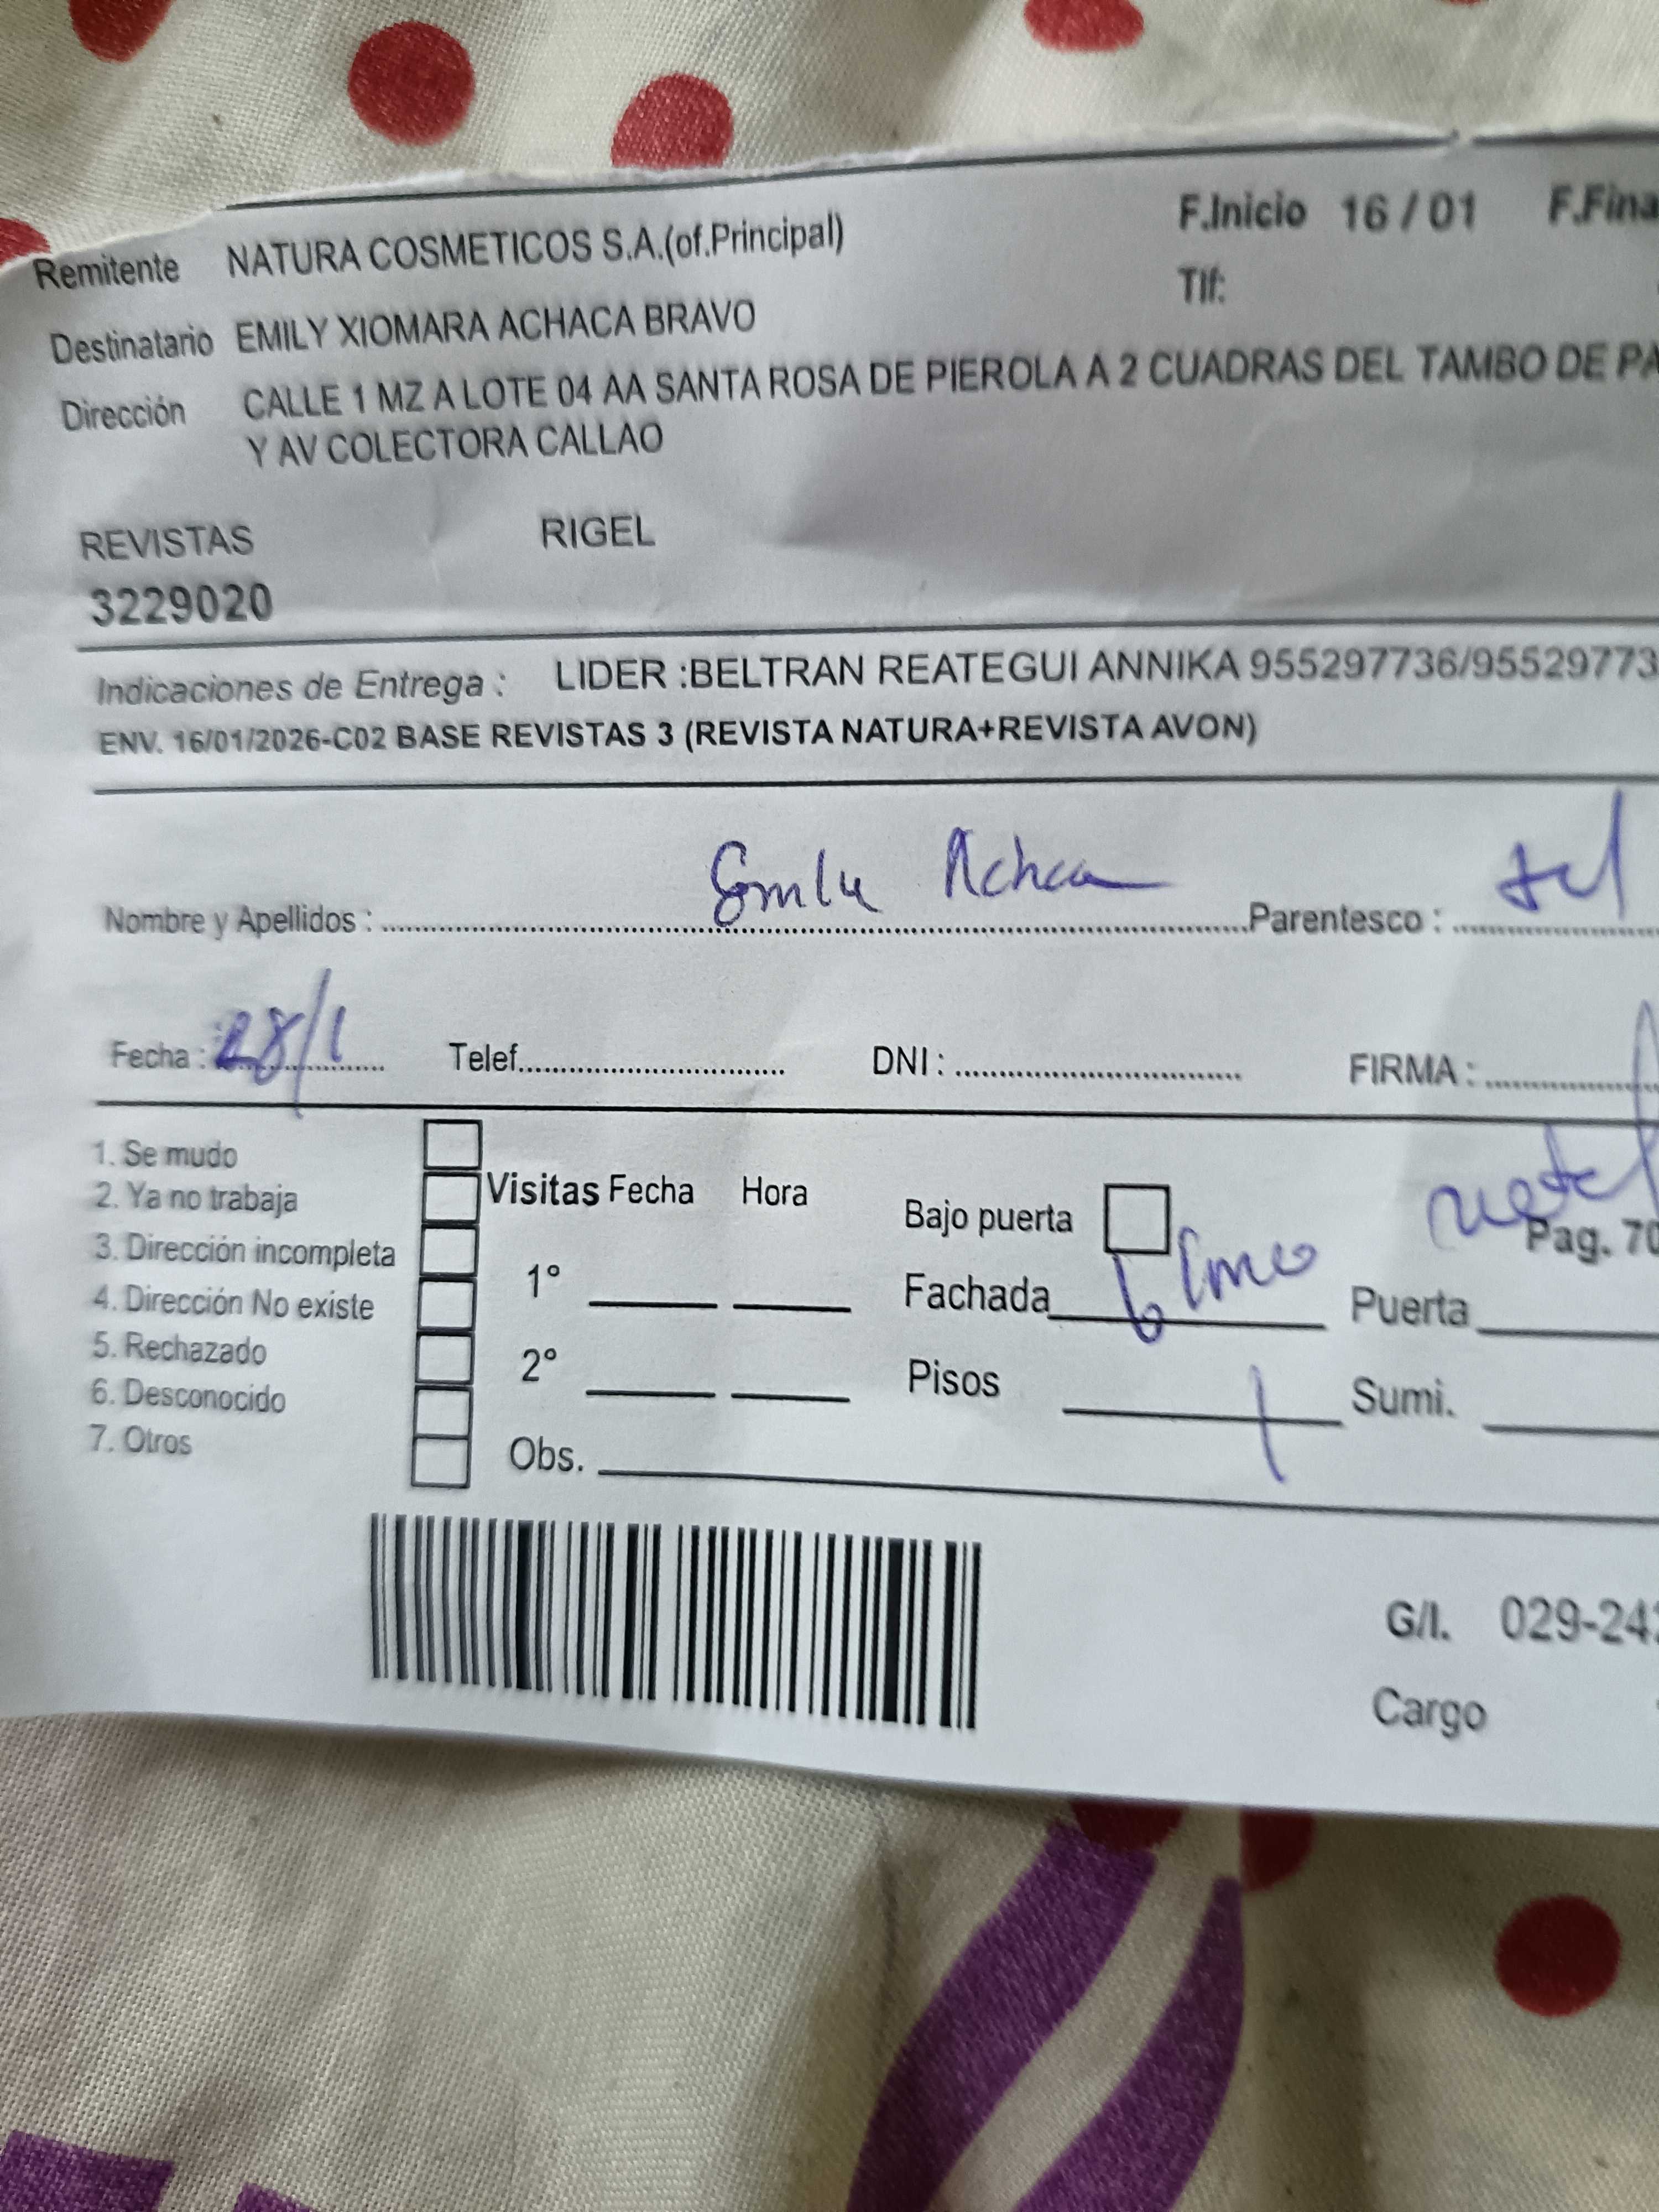 F.Inicio 16 / 01 F.Fina
Remitente NATURA COSMETICOS S.A.(of.Principal)
Tlf:
Destinatario EMILY XIOMARA ACHACA BRAVO
Dirección CALLE 1 MZ A LOTE 04 AA SANTA ROSA DE PIEROLA A 2 CUADRAS DEL TAMBO DE PA
Y AV COLECTORA CALLAO
REVISTAS RIGEL
3229020
Indicaciones de Entrega : LIDER :BELTRAN REATEGUI ANNIKA 955297736/95529773
ENV. 16/01/2026-C02 BASE REVISTAS 3 (REVISTA NATURA+REVISTA AVON)
Nombre y Apellidos : Parentesco :
Fecha : 28/1 Telef. DNI : FIRMA :
1. Se mudo
2. Ya no trabaja Visitas Fecha Hora Bajo puerta
Pag. 70
3. Dirección incompleta
1° Fachada Puerta
4. Dirección No existe
5. Rechazado
2° Pisos Sumi.
6. Desconocido
7. Otros Obs.
G/I. 029-24
Cargo